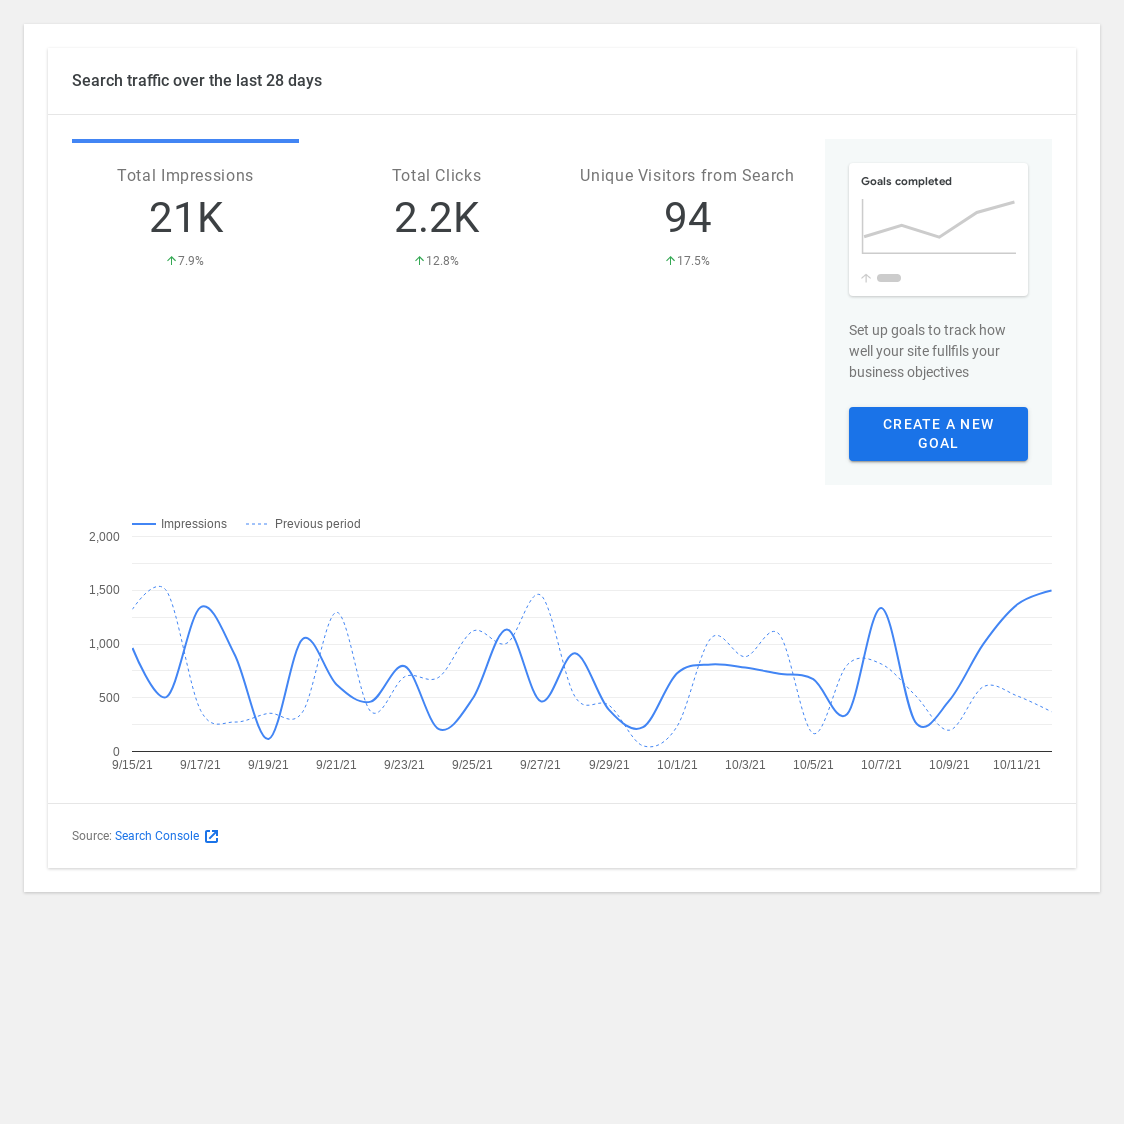 Search traffic over the last 28 days
Total Impressions
21K
7.9%
Total Clicks
2.2K
12.8%
Unique Visitors from Search
94
17.5%
Goals completed
Set up goals to track how
well your site fullfils your
business objectives
CREATE A NEW
GOAL
Impressions
Previous period
2,000
1,500
1,000
500
0
9/15/21 9/17/21 9/19/21 9/21/21 9/23/21 9/25/21 9/27/21 9/29/21 10/1/21 10/3/21 10/5/21 10/7/21 10/9/21 10/11/21
Source: Search Console